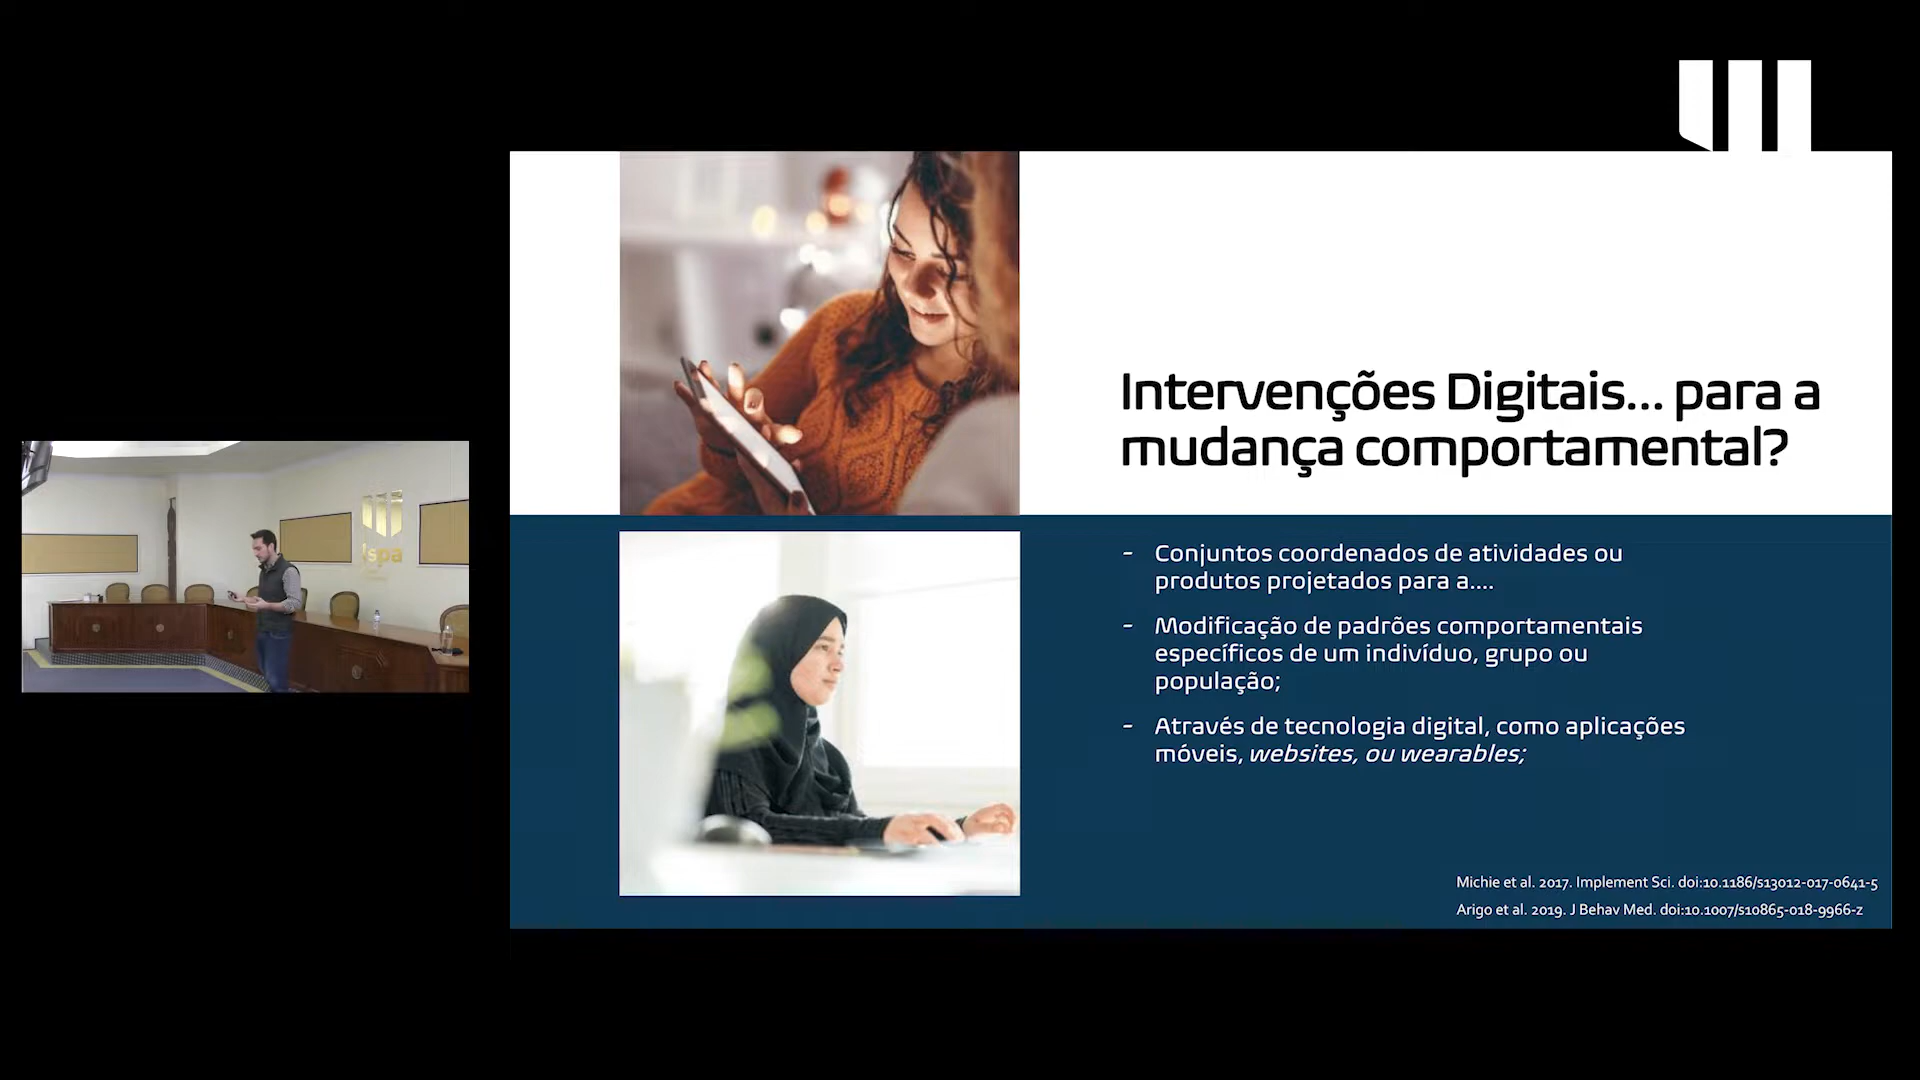 Intervenções Digitais... para a
mudança comportamental?
- Conjuntos coordenados de atividades ou
produtos projetados para a....
- Modificação de padrões comportamentais
específicos de um indivíduo, grupo ou
população;
- Através de tecnologia digital, como aplicações
móveis, websites, ou wearables;
Michie et al. 2017. Implement Sci. doi:10.1186/s13012-017-0641-5
Arigo et al. 2019. J Behav Med. doi:10.1007/s10865-018-9966-z
ispa